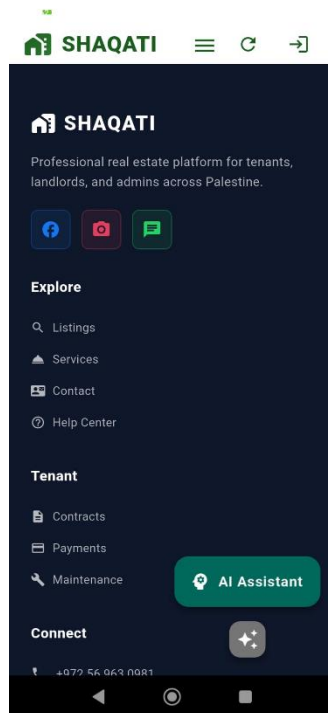 SHAQATI
SHAQATI
Professional real estate platform for tenants,
landlords, and admins across Palestine.
Explore
Listings
Services
Contact
Help Center
Tenant
Contracts
Payments
Maintenance
AI Assistant
Connect
+972 56 963 0981